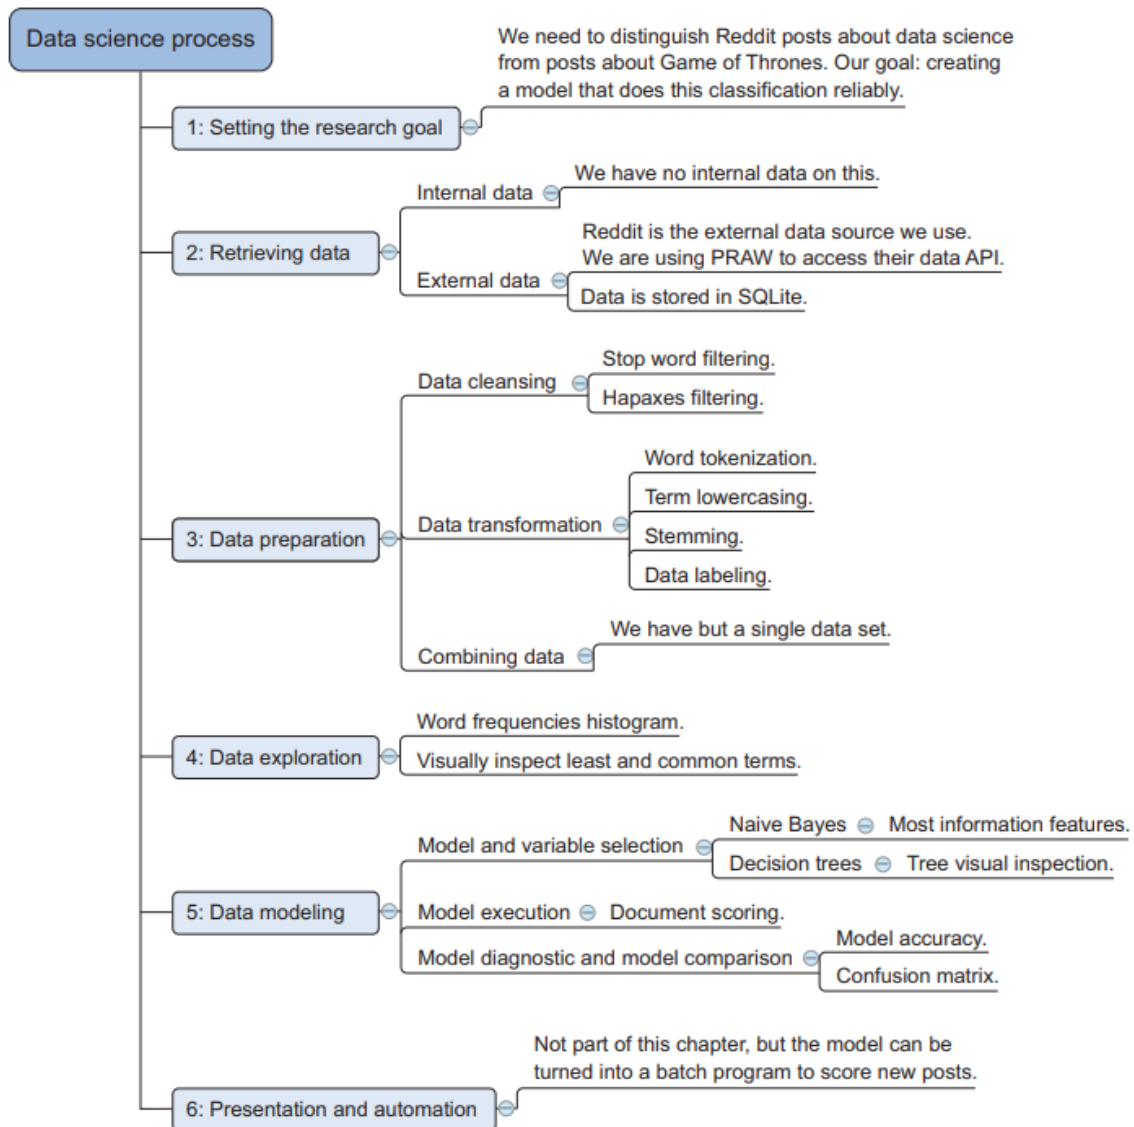 Data science process
We need to distinguish Reddit posts about data science
from posts about Game of Thrones. Our goal: creating
a model that does this classification reliably.
1: Setting the research goal
Internal data
We have no internal data on this.
2: Retrieving data
Reddit is the external data source we use.
We are using PRAW to access their data API.
External data
Data is stored in SQLite.
Data cleansing
Stop word filtering.
Hapaxes filtering.
3: Data preparation
Data transformation
Word tokenization.
Term lowercasing.
Stemming.
Data labeling.
Combining data
We have but a single data set.
4: Data exploration
Word frequencies histogram.
Visually inspect least and common terms.
5: Data modeling
Model and variable selection
Naive Bayes
Most information features.
Decision trees
Tree visual inspection.
Model execution
Document scoring.
Model diagnostic and model comparison
Model accuracy.
Confusion matrix.
Not part of this chapter, but the model can be
turned into a batch program to score new posts.
6: Presentation and automation